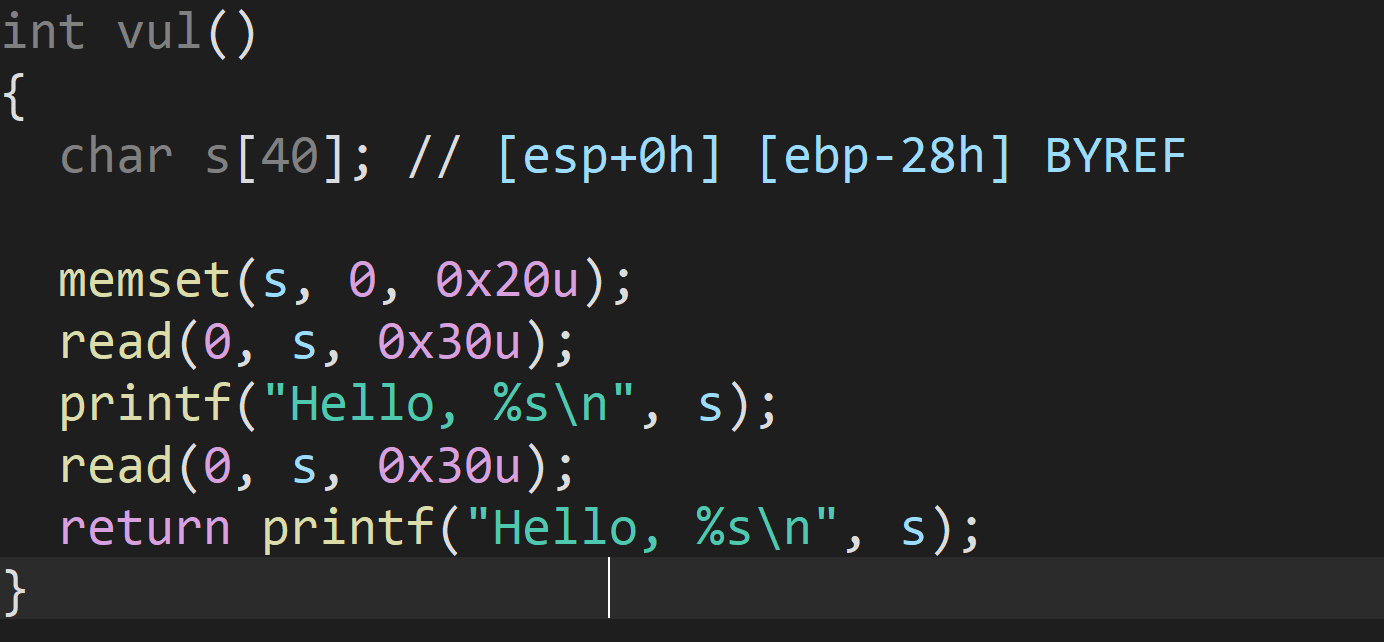 int vul()
{
  char s[40]; // [esp+0h] [ebp-28h] BYREF

  memset(s, 0, 0x20u);
  read(0, s, 0x30u);
  printf("Hello, %s\n", s);
  read(0, s, 0x30u);
  return printf("Hello, %s\n", s);
}